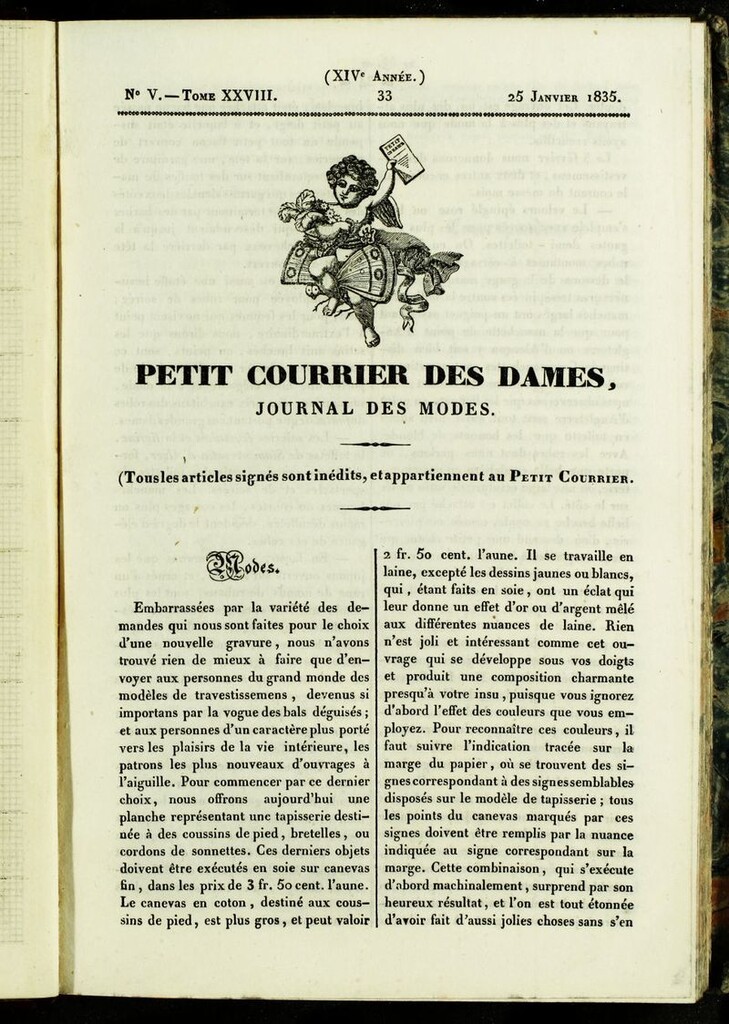 (XIVe Année.)
No V. — Tome XXVIII. 33 25 Janvier 1835.
PETIT COURRIER DES DAMES,
JOURNAL DES MODES.
(Tous les articles signés sont inédits, et appartiennent au Petit Courrier.
Modes.
Embarrassées par la variété des de-
mandes qui nous sont faites pour le choix
d'une nouvelle gravure, nous n'avons
trouvé rien de mieux à faire que d'en-
voyer aux personnes du grand monde des
modèles de travestissemens, devenus si
importans par la vogue des bals déguisés;
et aux personnes d'un caractère plus porté
vers les plaisirs de la vie intérieure, les
patrons les plus nouveaux d'ouvrages à
l'aiguille. Pour commencer par ce dernier
choix, nous offrons aujourd'hui une
planche représentant une tapisserie desti-
née à des coussins de pied, bretelles, ou
cordons de sonnettes. Ces derniers objets
doivent être exécutés en soie sur canevas
fin, dans les prix de 3 fr. 50 cent. l'aune.
Le canevas en coton, destiné aux cous-
sins de pied, est plus gros, et peut valoir
2 fr. 50 cent. l'aune. Il se travaille en
laine, excepté les dessins jaunes ou blancs,
qui, étant faits en soie, ont un éclat qui
leur donne un effet d'or ou d'argent mêlé
aux différentes nuances de laine. Rien
n'est joli et intéressant comme cet ou-
vrage qui se développe sous vos doigts
et produit une composition charmante
presqu'à votre insu, puisque vous ignorez
d'abord l'effet des couleurs que vous em-
ployez. Pour reconnaître ces couleurs, il
faut suivre l'indication tracée sur la
marge du papier, où se trouvent des si-
gnes correspondant à des signes semblables
disposés sur le modèle de tapisserie; tous
les points du canevas marqués par ces
signes doivent être remplis par la nuance
indiquée au signe correspondant sur la
marge. Cette combinaison, qui s'exécute
d'abord machinalement, surprend par son
heureux résultat, et l'on est tout étonnée
d'avoir fait d'aussi jolies choses sans s'en